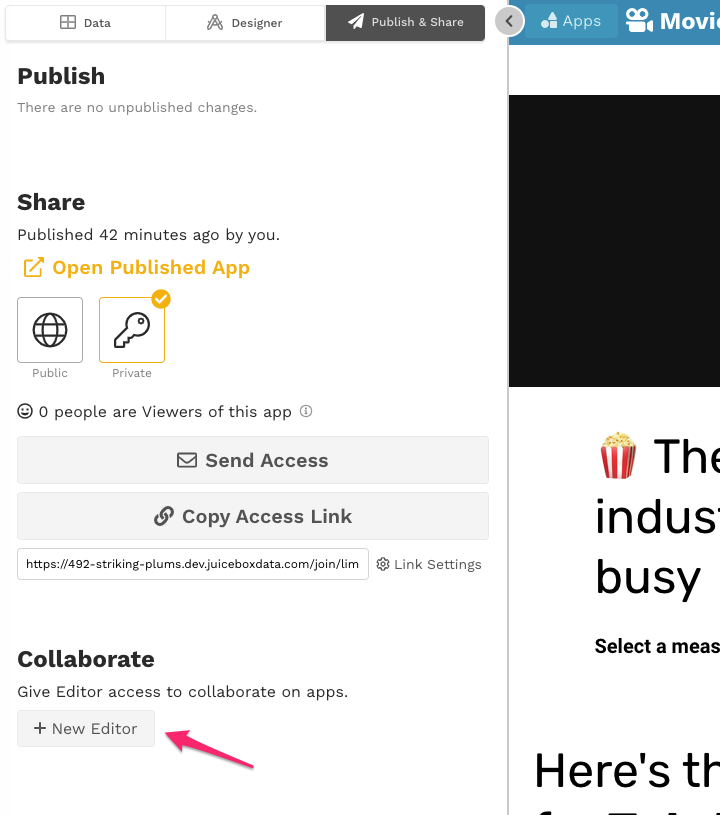 Data
Designer
Publish & Share
Apps
Publish
There are no unpublished changes.
Share
Published 42 minutes ago by you.
Open Published App
Public
Private
0 people are Viewers of this app
Send Access
Copy Access Link
https://492-striking-plums.dev.juiceboxdata.com/join/lim
Link Settings
Collaborate
Give Editor access to collaborate on apps.
+ New Editor
Movie
The
indust
busy
Select a meas
Here's th